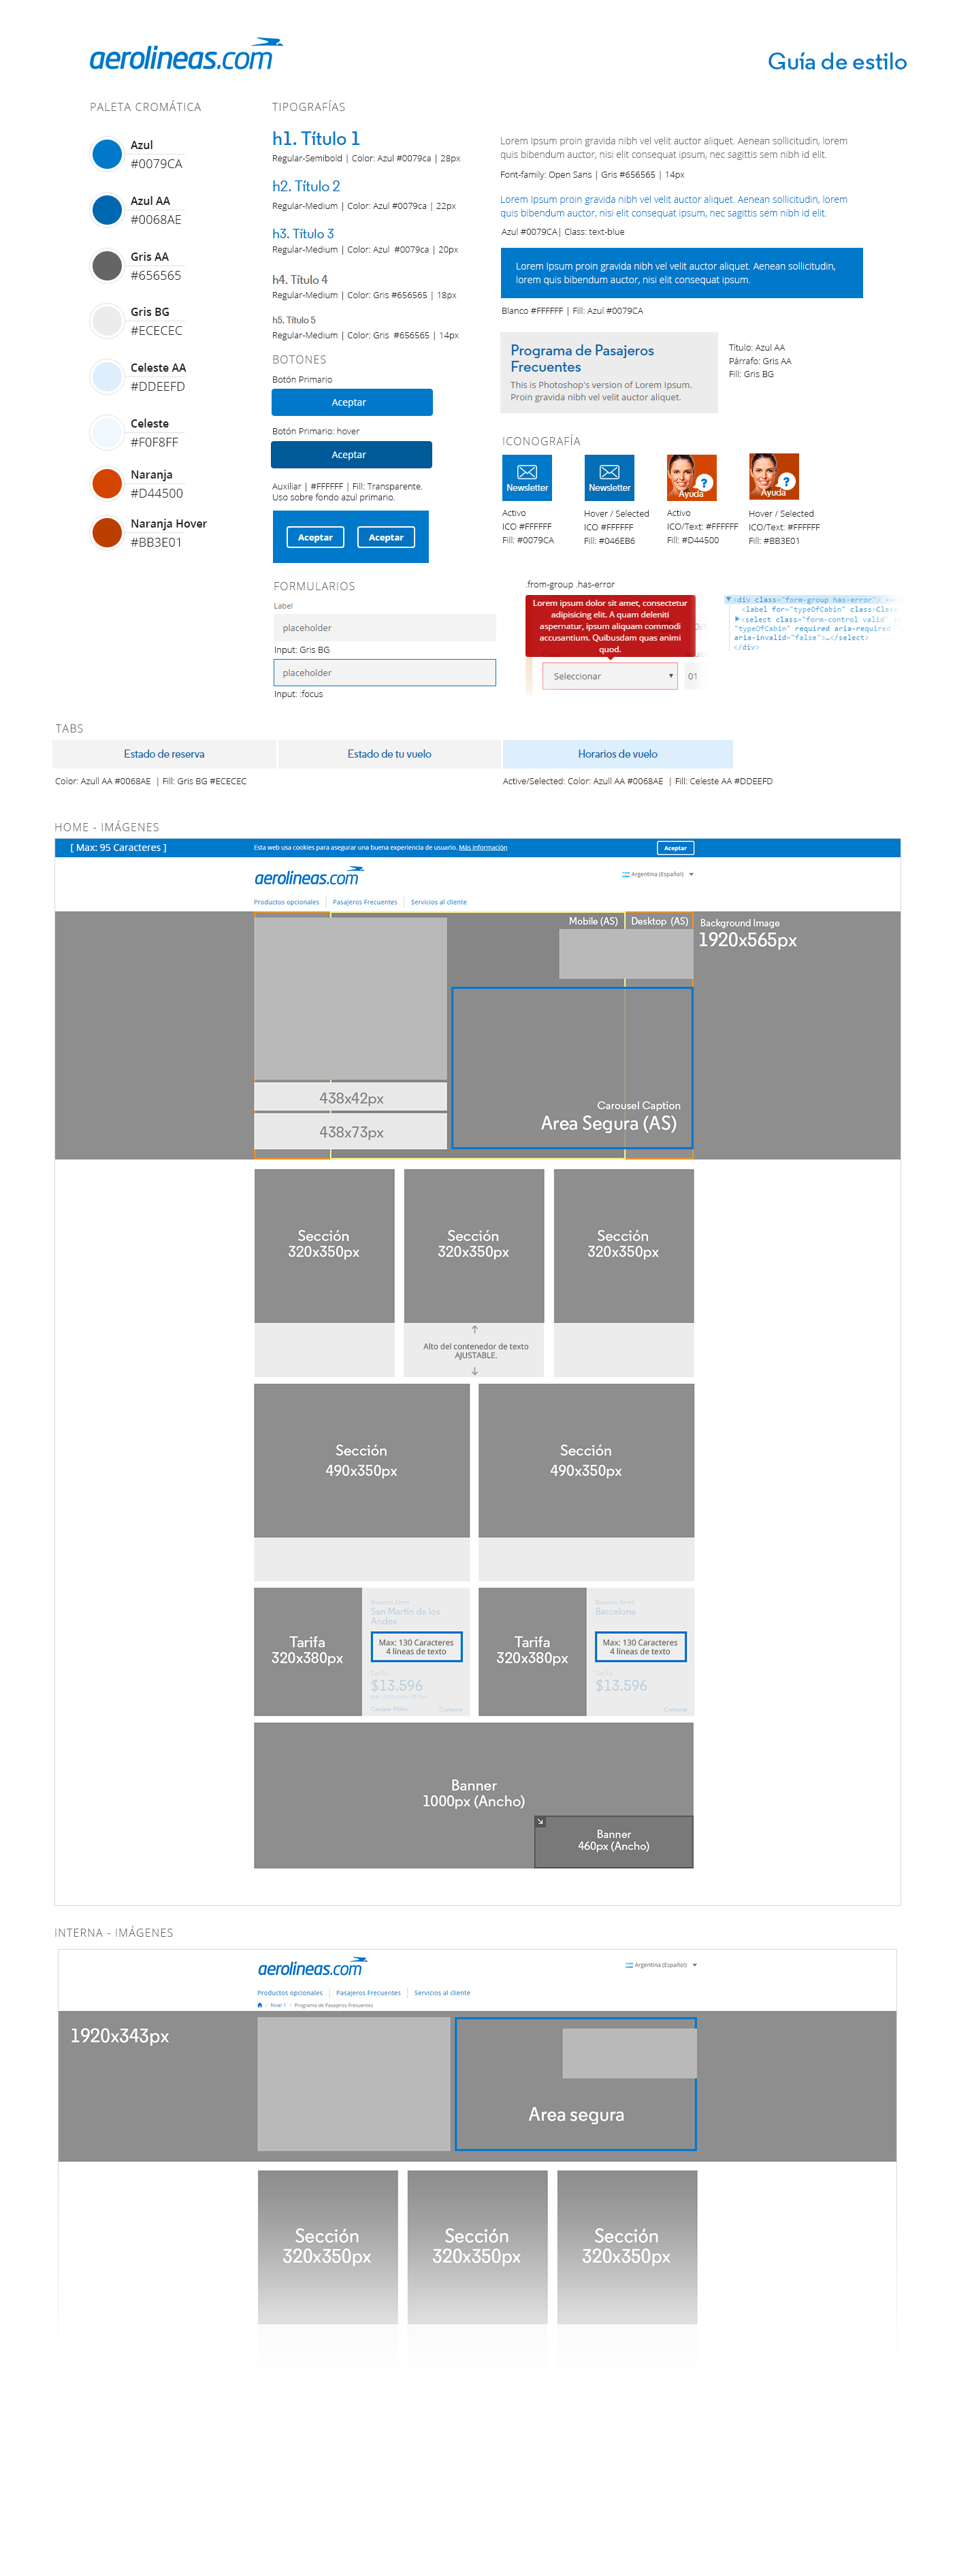 aerolineas.com
Guía de estilo
PALETA CROMÁTICA
Azul
#0079CA
Azul AA
#0068AE
Gris AA
#656565
Gris BG
#ECECEC
Celeste AA
#DDEEFD
Celeste
#F0F8FF
Naranja
#D44500
Naranja Hover
#BB3E01
TIPOGRAFÍAS
h1. Título 1
Regular-Semibold | Color: Azul #0079ca | 28px
h2. Título 2
Regular-Medium | Color: Azul #0079ca | 22px
h3. Título 3
Regular-Medium | Color: Azul #0079ca | 20px
h4. Título 4
Regular-Medium | Color: Gris #656565 | 18px
h5. Título 5
Regular-Medium | Color: Gris #656565 | 14px
Lorem Ipsum proin gravida nibh vel velit auctor aliquet. Aenean sollicitudin, lorem
quis bibendum auctor, nisi elit consequat ipsum, nec sagittis sem nibh id elit.
Font-family: Open Sans | Gris #656565 | 14px
Lorem Ipsum proin gravida nibh vel velit auctor aliquet. Aenean sollicitudin, lorem
quis bibendum auctor, nisi elit consequat ipsum, nec sagittis sem nibh id elit.
Azul #0079CA| Class: text-blue
Lorem Ipsum proin gravida nibh vel velit auctor aliquet. Aenean sollicitudin,
lorem quis bibendum auctor, nisi elit consequat ipsum.
Blanco #FFFFFF | Fill: Azul #0079CA
Programa de Pasajeros
Frecuentes
This is Photoshop's version of Lorem Ipsum.
Proin gravida nibh vel velit auctor aliquet.
Título: Azul AA
Párrafo: Gris AA
Fill: Gris BG
BOTONES
Botón Primario
Aceptar
Botón Primario: hover
Aceptar
Auxiliar | #FFFFFF | Fill: Transparente.
Uso sobre fondo azul primario.
Aceptar
Aceptar
ICONOGRAFÍA
Newsletter
Newsletter
Ayuda
Ayuda
Activo
ICO #FFFFFF
Fill: #0079CA
Hover / Selected
ICO #FFFFFF
Fill: #046EB6
Activo
ICO/Text: #FFFFFF
Fill: #D44500
Hover / Selected
ICO/Text: #FFFFFF
Fill: #BB3E01
FORMULARIOS
Label
placeholder
Input: Gris BG
placeholder
Input: :focus
.from-group .has-error
Lorem ipsum dolor sit amet, consectetur
adipisicing elit. A quam deleniti
aspernatur, ipsum aliquam commodi
accusantium. Quibusdam quas animi
quod.
Seleccionar
01
<div class="form-group has-error">
<label for="typeOfCabin" class>Clase
<select class="form-control valid"
"typeOfCabin" required aria-required=
aria-invalid="false">…</select>
</div>
TABS
Estado de reserva
Estado de tu vuelo
Horarios de vuelo
Color: Azull AA #0068AE | Fill: Gris BG #ECECEC
Active/Selected: Color: Azull AA #0068AE | Fill: Celeste AA #DDEEFD
HOME - IMÁGENES
[ Max: 95 Caracteres ]
Esta web usa cookies para asegurar una buena experiencia de usuario. Más información
Aceptar
aerolineas.com
Argentina (Español)
Productos opcionales
Pasajeros Frecuentes
Servicios al cliente
Mobile (AS)
Desktop (AS)
Background Image
1920x565px
438x42px
438x73px
Carousel Caption
Area Segura (AS)
Sección
320x350px
Sección
320x350px
Sección
320x350px
Alto del contenedor de texto
AJUSTABLE.
Sección
490x350px
Sección
490x350px
Tarifa
320x380px
Buenos Aires
San Martín de los
Andes
Max: 130 Caracteres
4 líneas de texto
Tarifa
$13.596
Comprar
Tarifa
320x380px
Buenos Aires
Barcelona
Max: 130 Caracteres
4 líneas de texto
Tarifa
$13.596
Comprar
Banner
1000px (Ancho)
Banner
460px (Ancho)
INTERNA - IMÁGENES
aerolineas.com
Argentina (Español)
Productos opcionales
Pasajeros Frecuentes
Servicios al cliente
/ Nivel 1 / Programa de Pasajeros Frecuentes
1920x343px
Area segura
Sección
320x350px
Sección
320x350px
Sección
320x350px